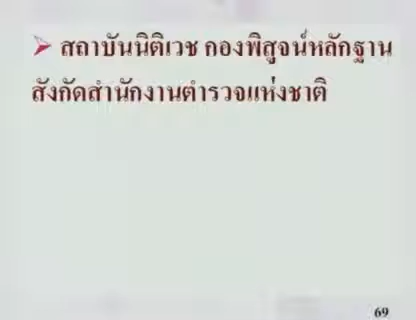 สถาบันนิติเวช กองพิสูจน์หลักฐาน
สังกัดสำนักงานตำรวจแห่งชาติ
69